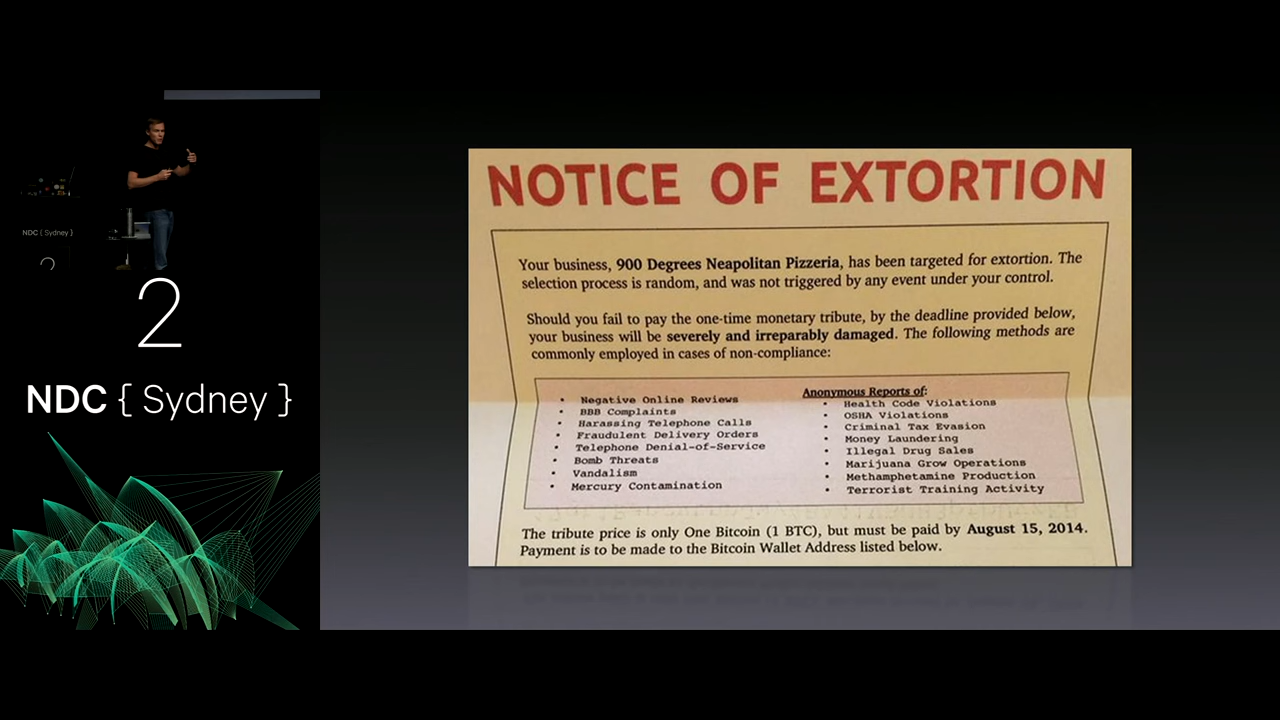 NDC { Sydney }
2
NDC { Sydney }
NOTICE OF EXTORTION
Your business, 900 Degrees Neapolitan Pizzeria, has been targeted for extortion. The
selection process is random, and was not triggered by any event under your control.
Should you fail to pay the one-time monetary tribute, by the deadline provided below,
your business will be severely and irreparably damaged. The following methods are
commonly employed in cases of non-compliance:
• Negative Online Reviews
• BBB Complaints
• Harassing Telephone Calls
• Fraudulent Delivery Orders
• Telephone Denial-of-Service
• Bomb Threats
• Vandalism
• Mercury Contamination
Anonymous Reports of:
• Health Code Violations
• OSHA Violations
• Criminal Tax Evasion
• Money Laundering
• Illegal Drug Sales
• Marijuana Grow Operations
• Methamphetamine Production
• Terrorist Training Activity
The tribute price is only One Bitcoin (1 BTC), but must be paid by August 15, 2014.
Payment is to be made to the Bitcoin Wallet Address listed below.